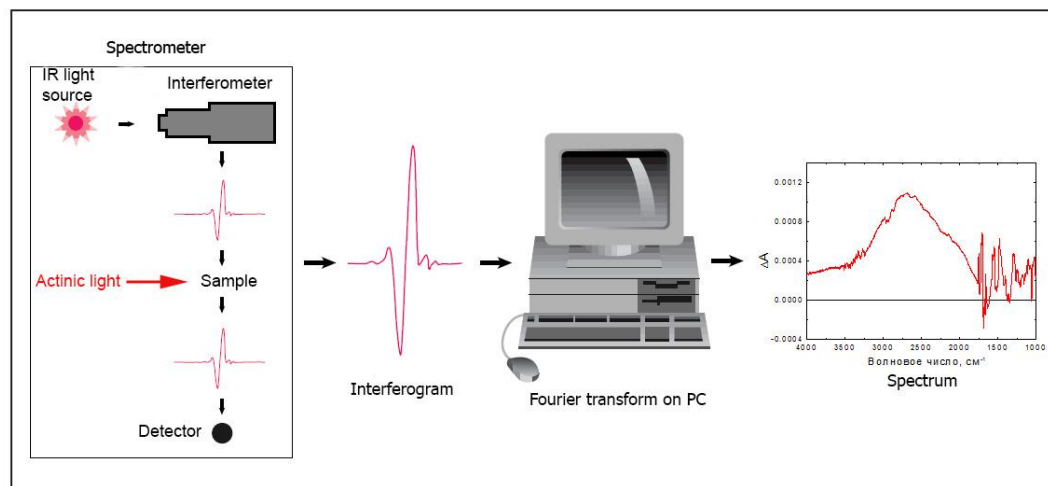 Spectrometer
IR light
source
Interferometer
Actinic light
Sample
Detector
Interferogram
Fourier transform on PC
ΔA
0.0012
0.0008
0.0004
0.0000
-0.0004
4000
3500
3000
2500
2000
1500
1000
Волновое число, см⁻¹
Spectrum